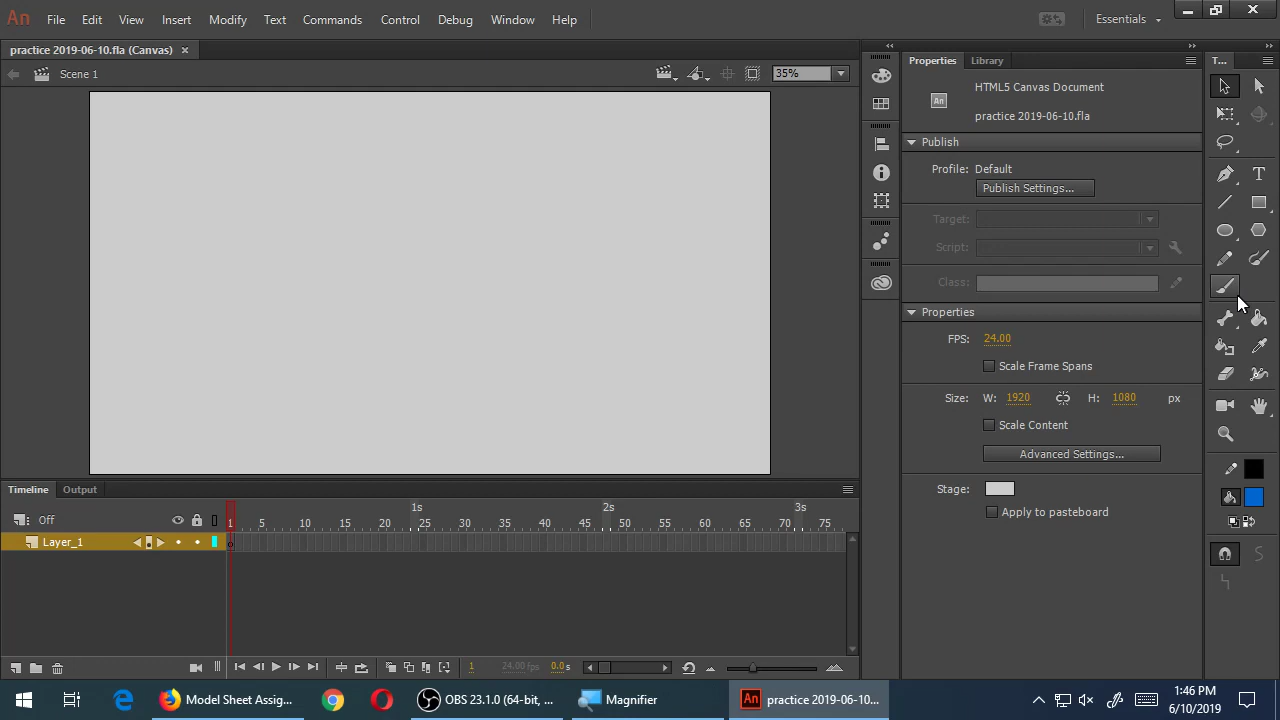 An File Edit View Insert Modify Text Commands Control Debug Window Help Essentials
practice 2019-06-10.fla (Canvas) ×
Scene 1 35%
Properties Library T...
An HTML5 Canvas Document
practice 2019-06-10.fla
Publish
Profile: Default
Publish Settings...
Target:
Script:
Class:
Properties
FPS: 24.00
Scale Frame Spans
Size: W: 1920 H: 1080 px
Scale Content
Advanced Settings...
Stage:
Apply to pasteboard
Timeline Output
1s 2s 3s
Off 1 5 10 15 20 25 30 35 40 45 50 55 60 65 70 75
Layer_1
1 24.00 fps 0.0 s
Model Sheet Assig... OBS 23.1.0 (64-bit, ... Magnifier An practice 2019-06-10...
1:46 PM
6/10/2019